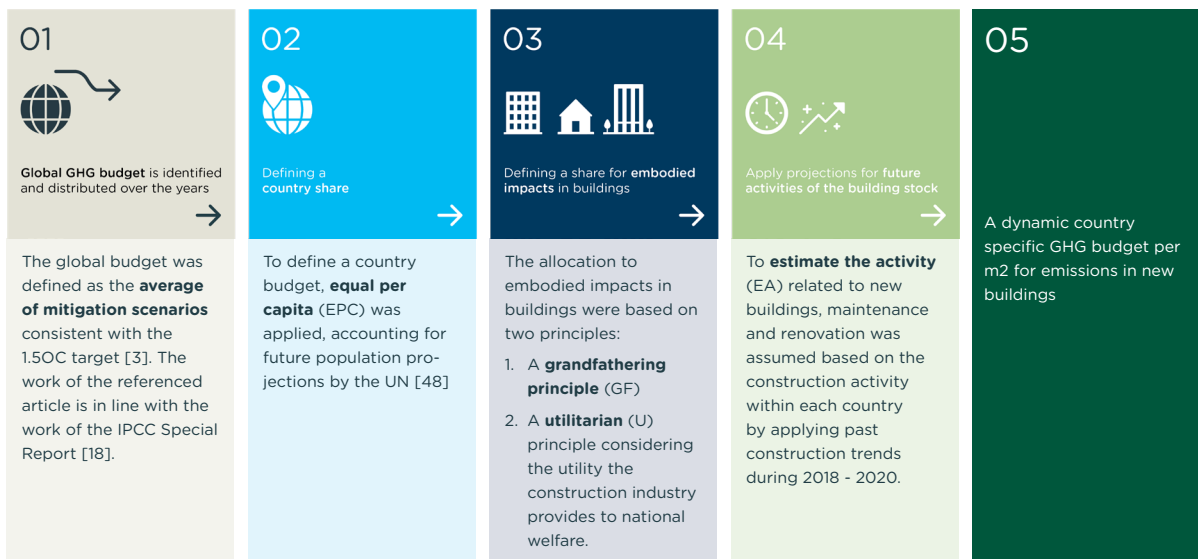 01
Global GHG budget is identified
and distributed over the years
The global budget was
defined as the average
of mitigation scenarios
consistent with the
1.5OC target [3]. The
work of the referenced
article is in line with the
work of the IPCC Special
Report [18].
02
Defining a
country share
To define a country
budget, equal per
capita (EPC) was
applied, accounting for
future population pro-
jections by the UN [48]
03
Defining a share for embodied
impacts in buildings
The allocation to
embodied impacts in
buildings were based on
two principles:
1. A grandfathering
principle (GF)
2. A utilitarian (U)
principle considering
the utility the
construction industry
provides to national
welfare.
04
Apply projections for future
activities of the building stock
To estimate the activity
(EA) related to new
buildings, maintenance
and renovation was
assumed based on the
construction activity
within each country
by applying past
construction trends
during 2018 - 2020.
05
A dynamic country
specific GHG budget per
m2 for emissions in new
buildings